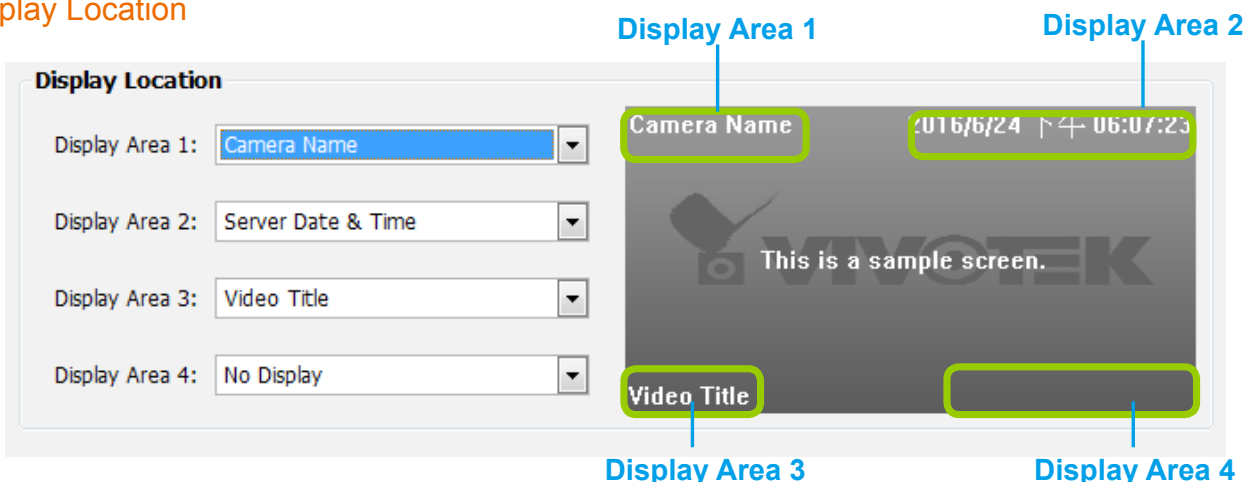 play Location
Display Area 1
Display Area 2
Display Location
Display Area 1:
Camera Name
Display Area 2:
Server Date & Time
Display Area 3:
Video Title
Display Area 4:
No Display
Camera Name
2016/6/24 下午 06:07:23
VIVOTEK
This is a sample screen.
Video Title
Display Area 3
Display Area 4